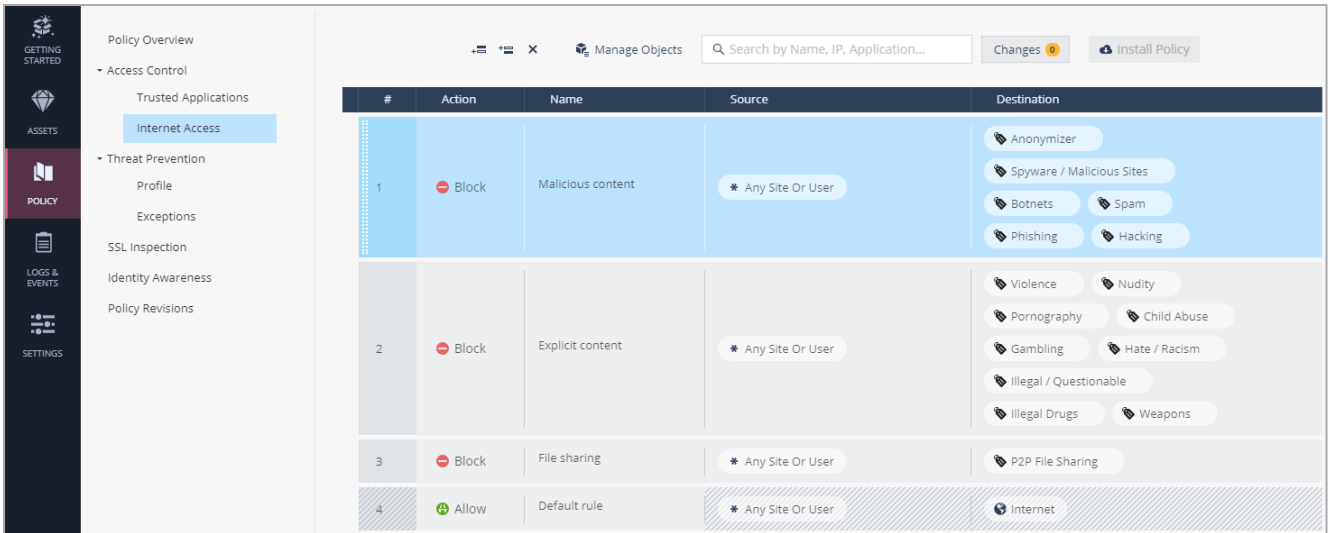 GETTING
STARTED
ASSETS
POLICY
LOGS &
EVENTS
SETTINGS
Policy Overview
Access Control
Trusted Applications
Internet Access
Threat Prevention
Profile
Exceptions
SSL Inspection
Identity Awareness
Policy Revisions
Manage Objects
Search by Name, IP, Application...
Changes 0
Install Policy
# Action Name Source Destination
1 Block Malicious content Any Site Or User
Anonymizer
Spyware / Malicious Sites
Botnets Spam
Phishing Hacking
2 Block Explicit content Any Site Or User
Violence Nudity
Pornography Child Abuse
Gambling Hate / Racism
Illegal / Questionable
Illegal Drugs Weapons
3 Block File sharing Any Site Or User P2P File Sharing
4 Allow Default rule Any Site Or User Internet